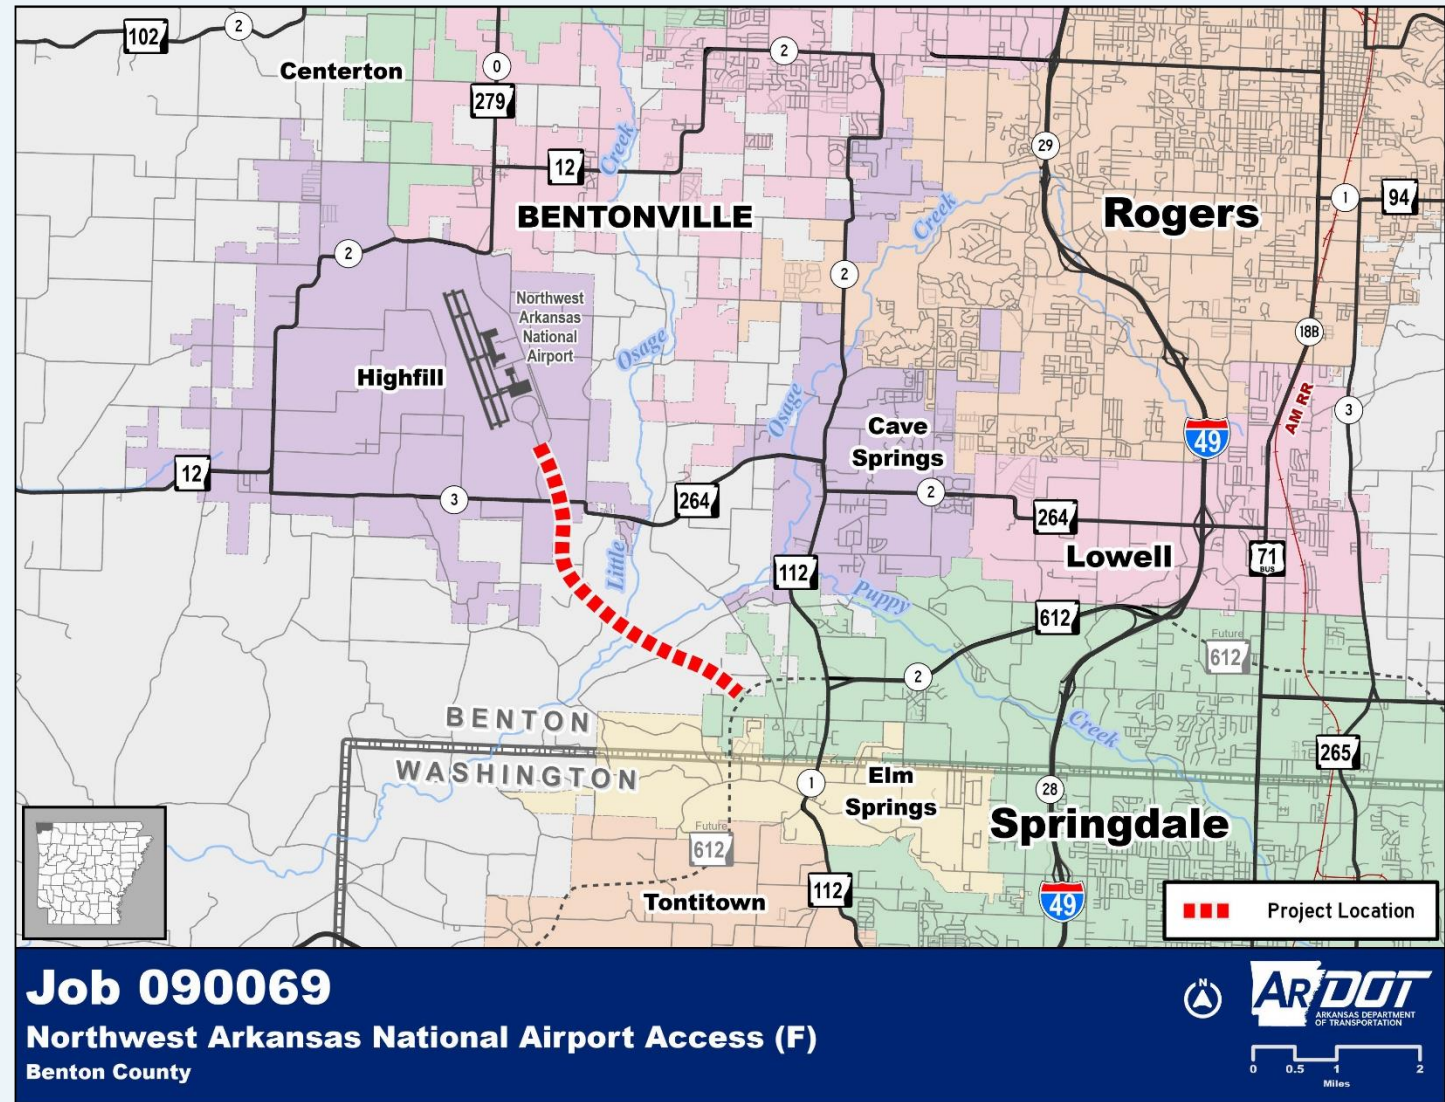 102
2
Centerton
0
279
2
12
Creek
BENTONVILLE
29
Rogers
1
94
Creek
2
2
Northwest
Arkansas
National
Airport
Osage
18B
Highfill
Osage
Cave
Springs
49
AM RR
3
12
3
264
2
264
Lowell
71
BUS
Little
112
Puppy
612
Future
612
2
BENTON
WASHINGTON
Creek
265
1
Elm
Springs
28
Springdale
Future
612
Tontitown
112
49
Project Location
Job 090069
Northwest Arkansas National Airport Access (F)
Benton County
N
ARDOT
ARKANSAS DEPARTMENT
OF TRANSPORTATION
0 0.5 1 2
Miles